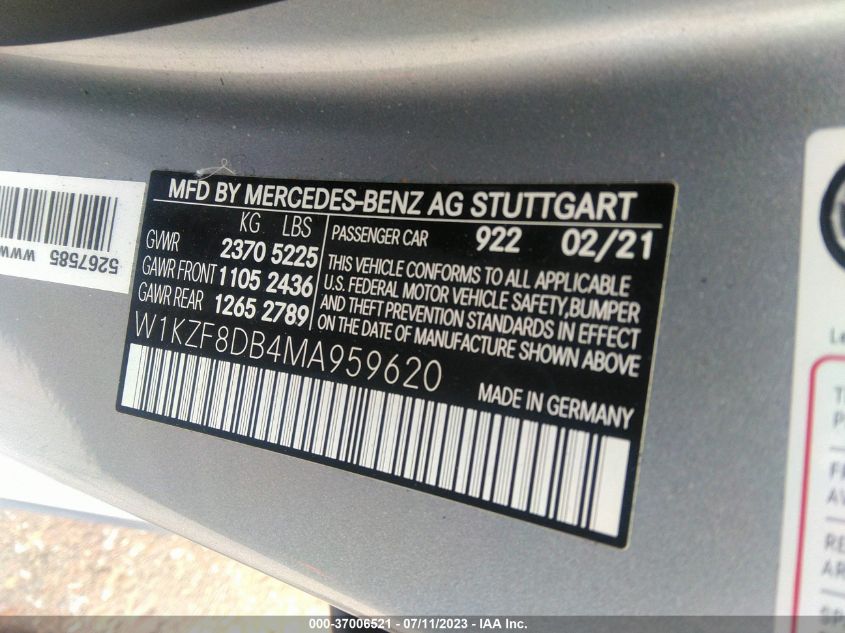 MFD BY MERCEDES-BENZ AG STUTTGART
KG LBS
GVWR 2370 5225
GAWR FRONT 1105 2436
GAWR REAR 1265 2789
PASSENGER CAR 922 02/21
THIS VEHICLE CONFORMS TO ALL APPLICABLE
U.S. FEDERAL MOTOR VEHICLE SAFETY,BUMPER
AND THEFT PREVENTION STANDARDS IN EFFECT
ON THE DATE OF MANUFACTURE SHOWN ABOVE
W1KZF8DB4MA959620
MADE IN GERMANY
5267585
www
000-37006521 - 07/11/2023 - IAA Inc.